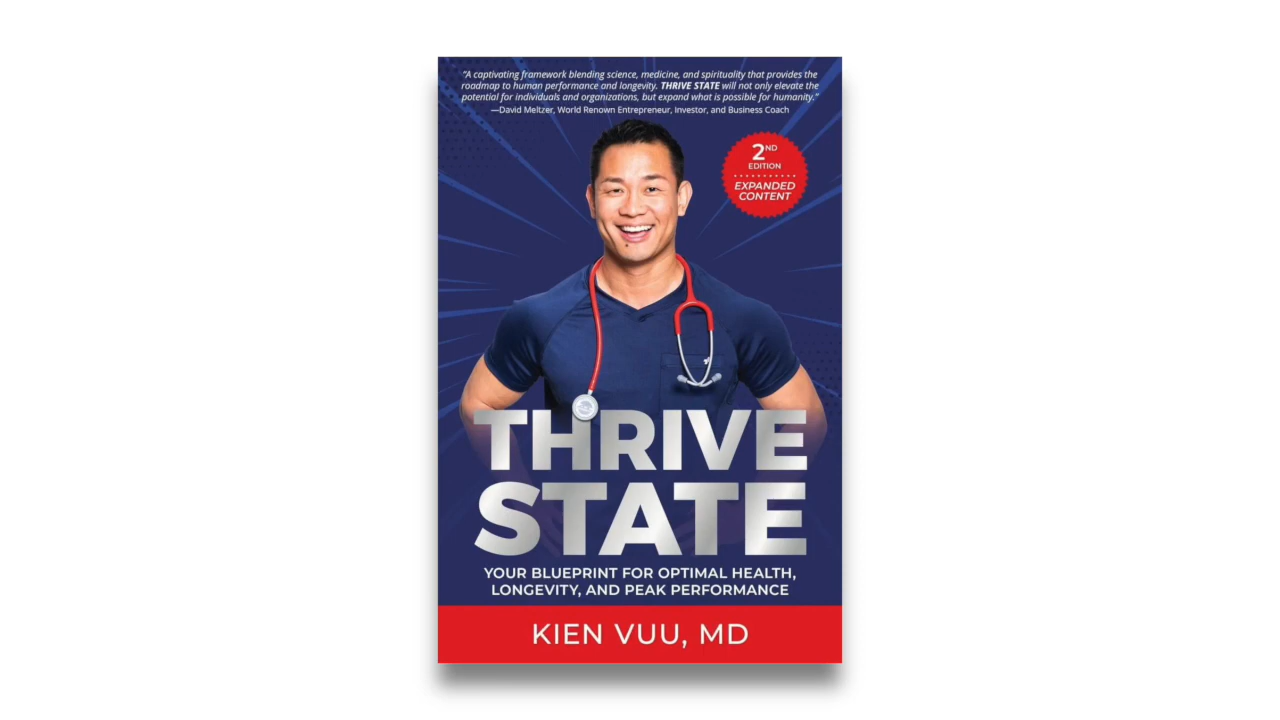 “A captivating framework blending science, medicine, and spirituality that provides the
roadmap to human performance and longevity. THRIVE STATE will not only elevate the
potential for individuals and organizations, but expand what is possible for humanity.”
—David Meltzer, World Renown Entrepreneur, Investor, and Business Coach
2ND
EDITION
EXPANDED
CONTENT
THRIVE
STATE
YOUR BLUEPRINT FOR OPTIMAL HEALTH,
LONGEVITY, AND PEAK PERFORMANCE
KIEN VUU, MD